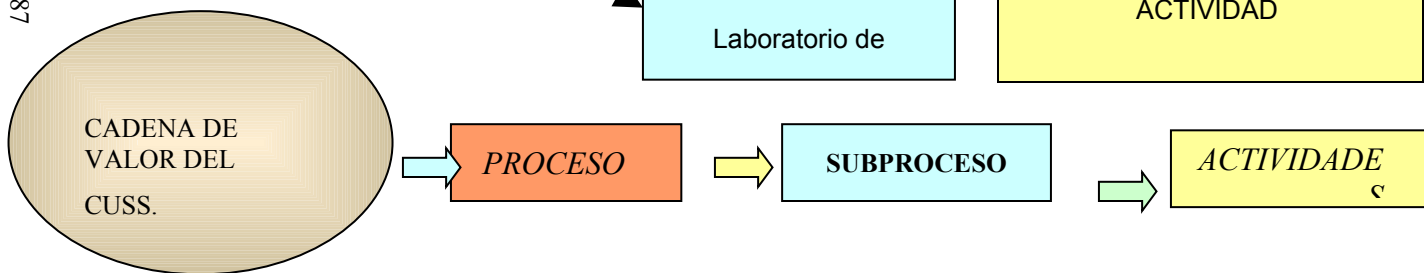 87
ACTIVIDAD
Laboratorio de
CADENA DE
VALOR DEL
CUSS.
PROCESO
SUBPROCESO
ACTIVIDADE
S